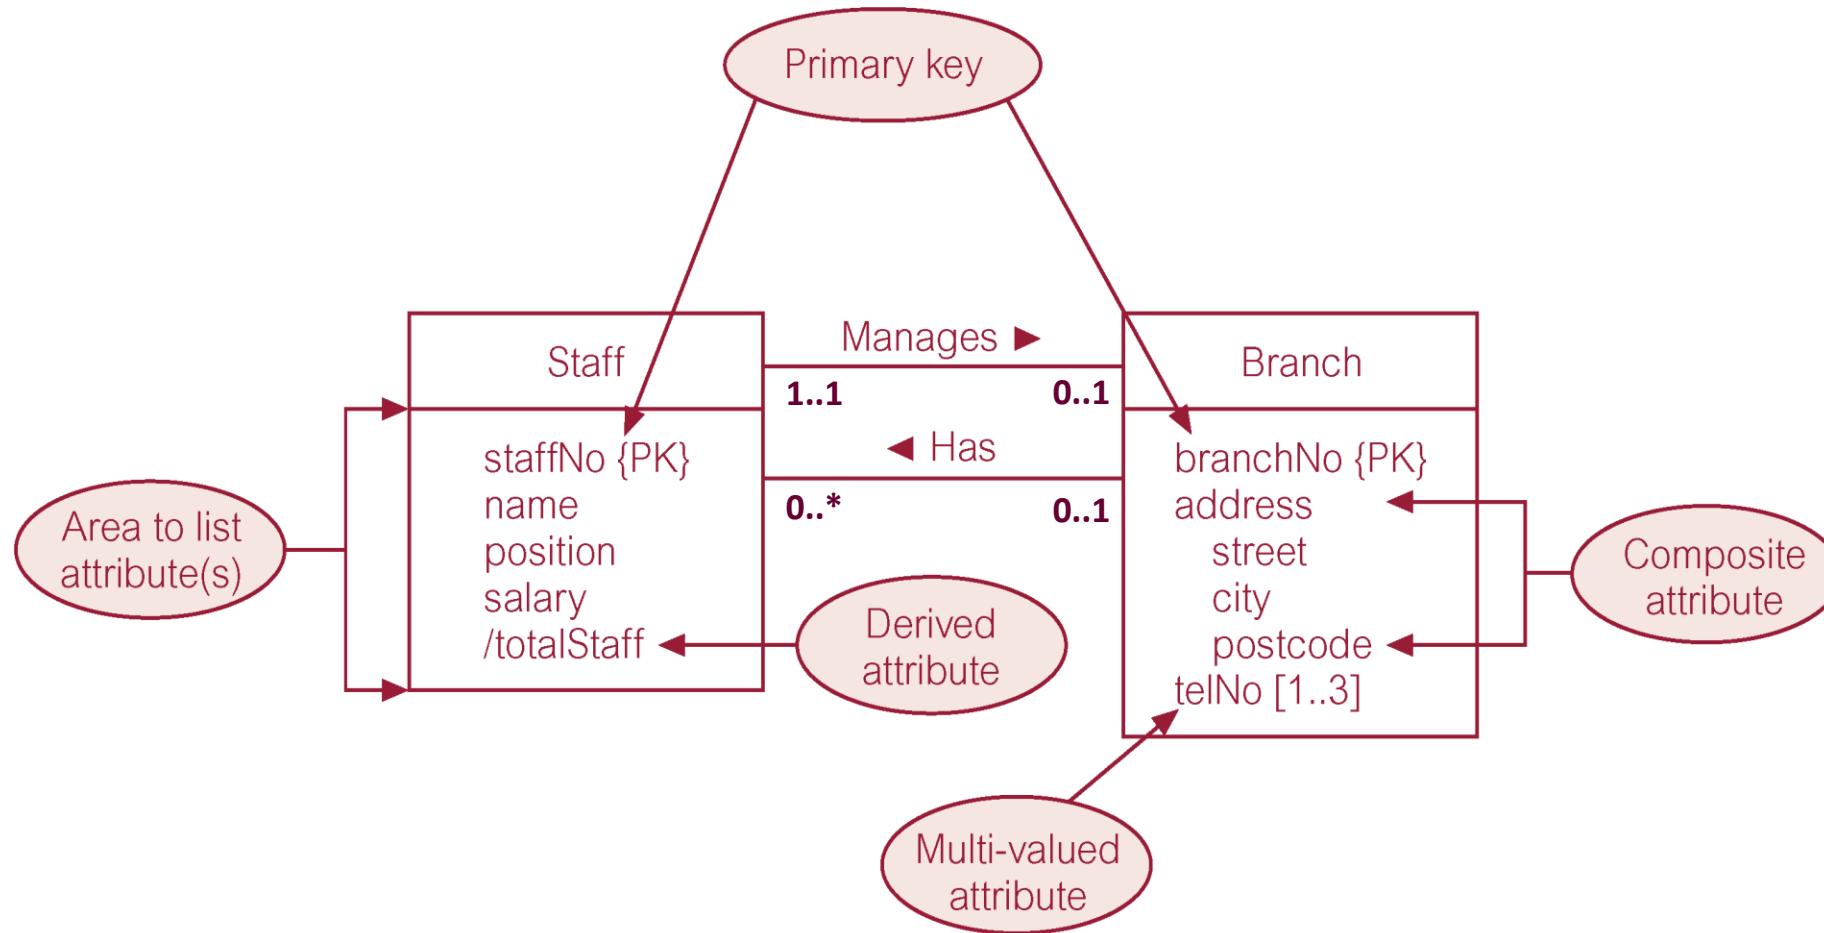 Primary key
Staff
Manages ►
1..1
0..1
Branch
◄ Has
0..*
0..1
staffNo {PK}
name
position
salary
/totalStaff
branchNo {PK}
address
street
city
postcode
telNo [1..3]
Area to list
attribute(s)
Derived
attribute
Composite
attribute
Multi-valued
attribute